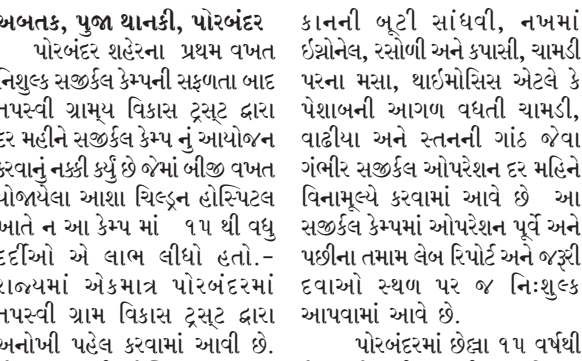 અબતક, પુજા થાનકી, પોરબંદર
પોરબંદર શહેરના પ્રથમ વખત
નિશુલ્ક સર્જીકલ કેમ્પની સફળતા બાદ
તપસ્વી ગ્રામ્ય વિકાસ ટ્રસ્ટ દ્વારા
દર મહીને સર્જીકલ કેમ્પ નું આયોજન
કરવાનું નક્કી કર્યું છે જેમાં બીજી વખત
યોજાયેલા આશા ચિલ્ડ્રન હોસ્પિટલ
ખાતે ન આ કેમ્પ માં ૧૫ થી વધુ
દર્દીઓ એ લાભ લીધો હતો.-
રાજ્યમાં એકમાત્ર પોરબંદરમાં
તપસ્વી ગ્રામ વિકાસ ટ્રસ્ટ દ્વારા
અનોખી પહેલ કરવામાં આવી છે.
કાનની બૂટી સાંધવી, નખમાં
ઇગ્રોનેલ, રસોળી અને કપાસી, ચામડી
પરના મસા, થાઇમોસિસ એટલે કે
પેશાબની આગળ વધતી ચામડી,
વાઢીયા અને સ્તનની ગાંઠ જેવા
ગંભીર સર્જીકલ ઓપરેશન દર મહિને
વિનામૂલ્યે કરવામાં આવે છે આ
સર્જીકલ કેમ્પમાં ઓપરેશન પૂર્વે અને
પછીના તમામ લેબ રિપોર્ટ અને જરૂરી
દવાઓ સ્થળ પર જ નિઃશુલ્ક
આપવામાં આવે છે.
પોરબંદરમાં છેલ્લા ૧૫ વર્ષથી